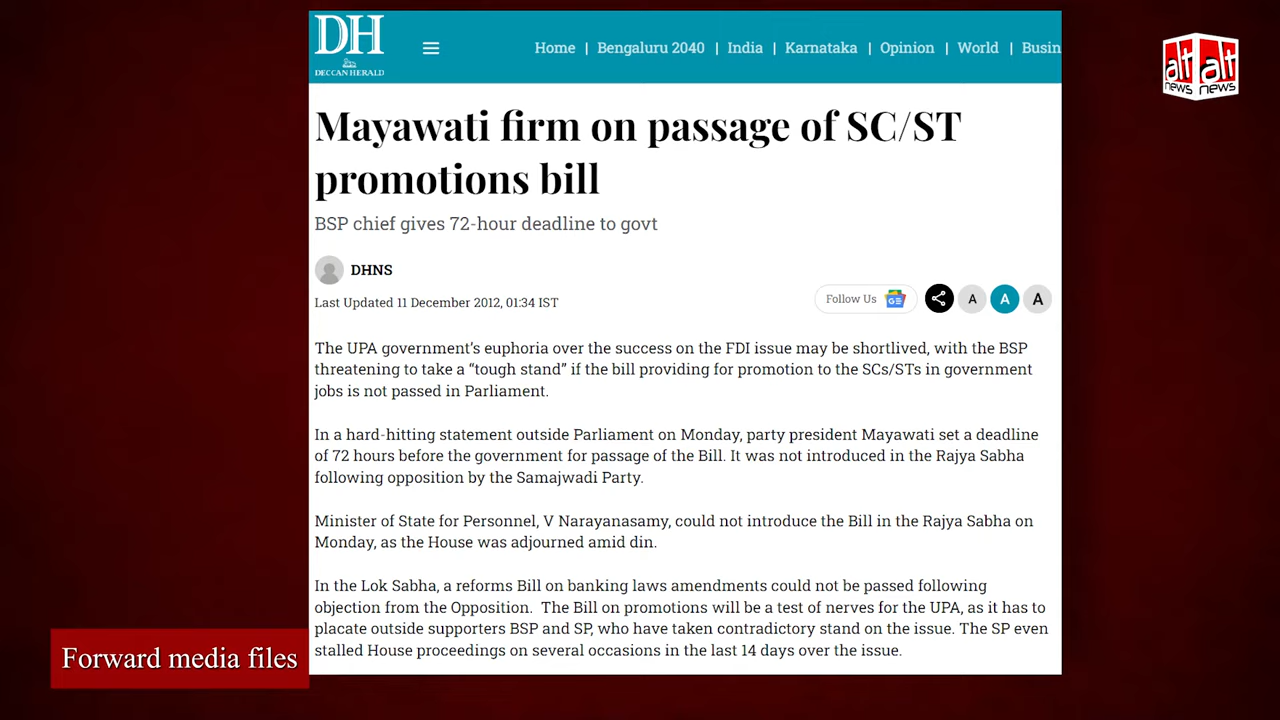 DH
DECCAN HERALD
Home | Bengaluru 2040 | India | Karnataka | Opinion | World | Busin
alt news alt news
Mayawati firm on passage of SC/ST
promotions bill
BSP chief gives 72-hour deadline to govt
DHNS
Last Updated 11 December 2012, 01:34 IST
Follow Us GE A A A
The UPA government’s euphoria over the success on the FDI issue may be shortlived, with the BSP
threatening to take a “tough stand” if the bill providing for promotion to the SCs/STs in government
jobs is not passed in Parliament.
In a hard-hitting statement outside Parliament on Monday, party president Mayawati set a deadline
of 72 hours before the government for passage of the Bill. It was not introduced in the Rajya Sabha
following opposition by the Samajwadi Party.
Minister of State for Personnel, V Narayanasamy, could not introduce the Bill in the Rajya Sabha on
Monday, as the House was adjourned amid din.
In the Lok Sabha, a reforms Bill on banking laws amendments could not be passed following
objection from the Opposition.  The Bill on promotions will be a test of nerves for the UPA, as it has to
placate outside supporters BSP and SP, who have taken contradictory stand on the issue. The SP even
stalled House proceedings on several occasions in the last 14 days over the issue.
Forward media files